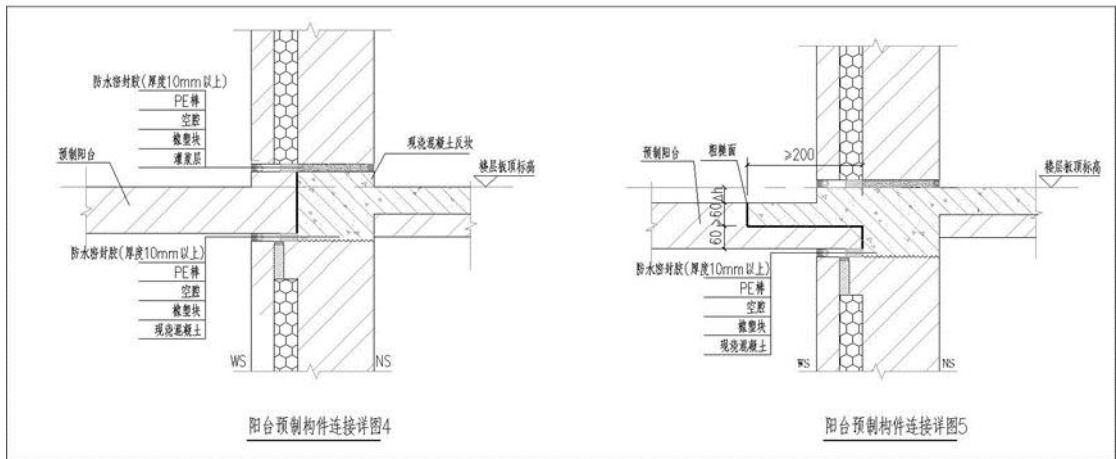 防水密封胶(厚度10mm以上)
PE棒
空腔
橡塑块
灌浆层
预制阳台
现浇混凝土反坎
楼层板顶标高
防水密封胶(厚度10mm以上)
PE棒
空腔
橡塑块
现浇混凝土
WS
NS
阳台预制构件连接详图4
粗糙面
≥200
预制阳台
楼层板顶标高
60 ≥60 Δh
防水密封胶(厚度10mm以上)
PE棒
空腔
橡塑块
现浇混凝土
WS
NS
阳台预制构件连接详图5